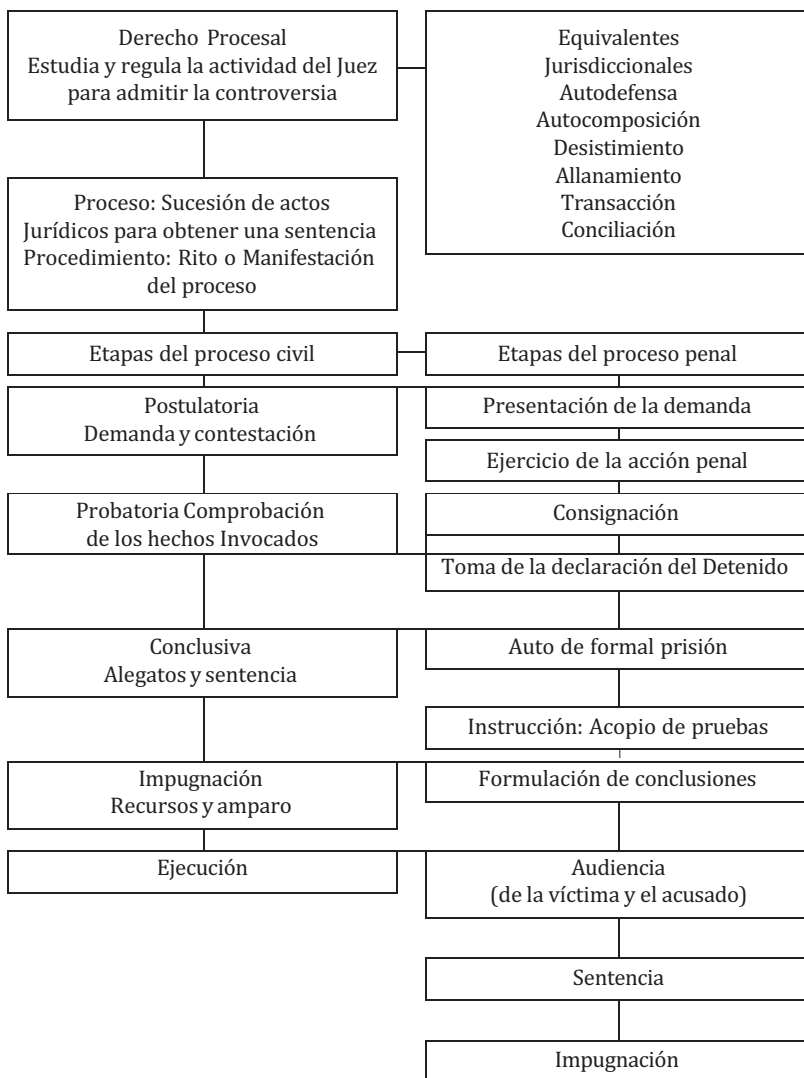 Derecho Procesal
Estudia y regula la actividad del Juez
para admitir la controversia
Equivalentes
Jurisdiccionales
Autodefensa
Autocomposición
Desistimiento
Allanamiento
Transacción
Conciliación
Proceso: Sucesión de actos
Jurídicos para obtener una sentencia
Procedimiento: Rito o Manifestación
del proceso
Etapas del proceso civil
Etapas del proceso penal
Postulatoria
Demanda y contestación
Presentación de la demanda
Ejercicio de la acción penal
Probatoria Comprobación
de los hechos Invocados
Consignación
Toma de la declaración del Detenido
Conclusiva
Alegatos y sentencia
Auto de formal prisión
Instrucción: Acopio de pruebas
Impugnación
Recursos y amparo
Formulación de conclusiones
Ejecución
Audiencia
(de la víctima y el acusado)
Sentencia
Impugnación